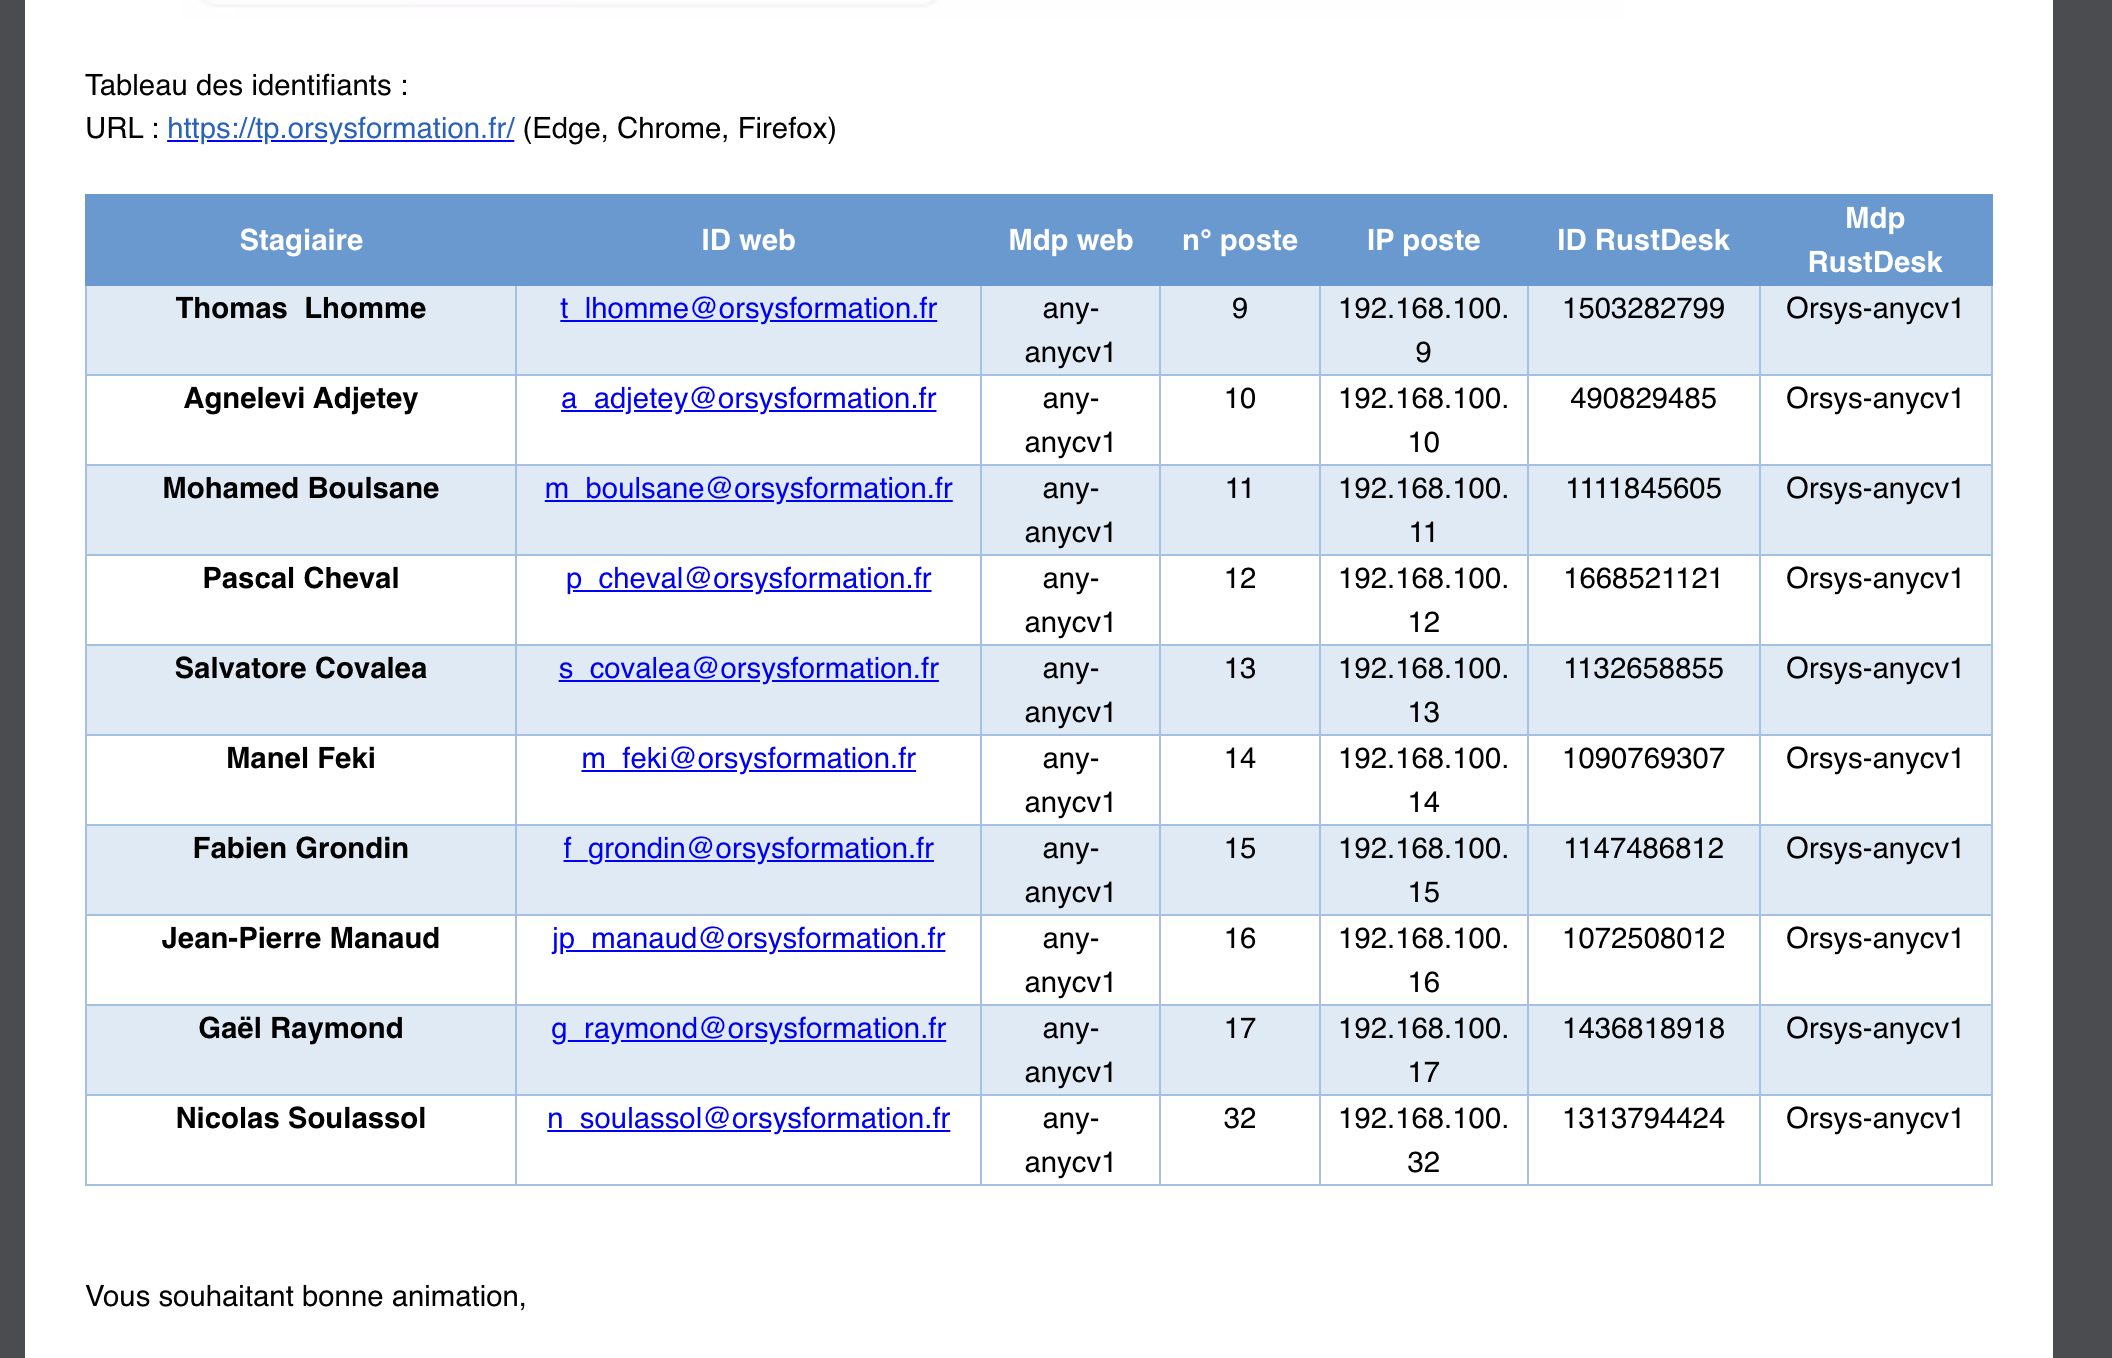 Tableau des identifiants :
URL : https://tp.orsysformation.fr/ (Edge, Chrome, Firefox)
Stagiaire ID web Mdp web n° poste IP poste ID RustDesk Mdp RustDesk
Thomas  Lhomme t_lhomme@orsysformation.fr any-anycv1 9 192.168.100.9 1503282799 Orsys-anycv1
Agnelevi Adjetey a_adjetey@orsysformation.fr any-anycv1 10 192.168.100.10 490829485 Orsys-anycv1
Mohamed Boulsane m_boulsane@orsysformation.fr any-anycv1 11 192.168.100.11 1111845605 Orsys-anycv1
Pascal Cheval p_cheval@orsysformation.fr any-anycv1 12 192.168.100.12 1668521121 Orsys-anycv1
Salvatore Covalea s_covalea@orsysformation.fr any-anycv1 13 192.168.100.13 1132658855 Orsys-anycv1
Manel Feki m_feki@orsysformation.fr any-anycv1 14 192.168.100.14 1090769307 Orsys-anycv1
Fabien Grondin f_grondin@orsysformation.fr any-anycv1 15 192.168.100.15 1147486812 Orsys-anycv1
Jean-Pierre Manaud jp_manaud@orsysformation.fr any-anycv1 16 192.168.100.16 1072508012 Orsys-anycv1
Gaël Raymond g_raymond@orsysformation.fr any-anycv1 17 192.168.100.17 1436818918 Orsys-anycv1
Nicolas Soulassol n_soulassol@orsysformation.fr any-anycv1 32 192.168.100.32 1313794424 Orsys-anycv1
Vous souhaitant bonne animation,